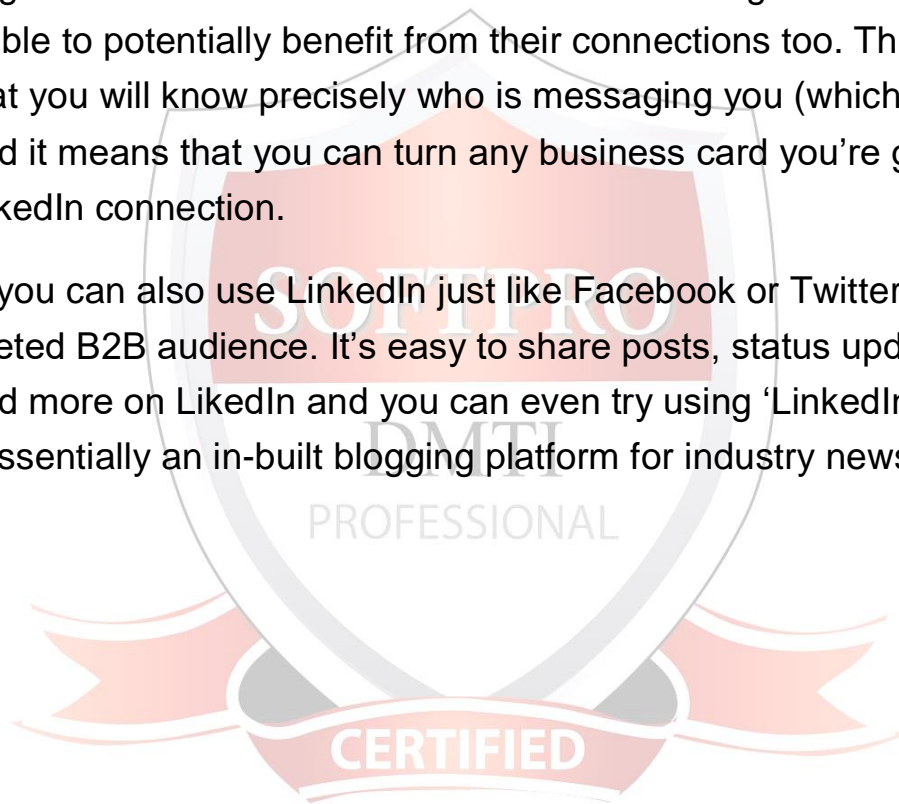 ble to potentially benefit from their connections too. Th
at you will know precisely who is messaging you (which
d it means that you can turn any business card you're g
kedIn connection.
you can also use LinkedIn just like Facebook or Twitter
eted B2B audience. It's easy to share posts, status upd
d more on LikedIn and you can even try using ‘LinkedIn
ssentially an in-built blogging platform for industry news
SOFTPRO
DMTI
PROFESSIONAL
CERTIFIED